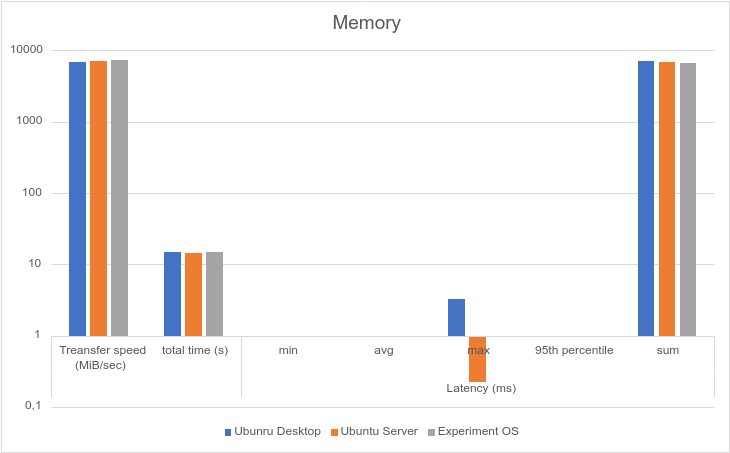 Memory
10000
1000
100
10
1
0,1
Treansfer speed
(MiB/sec)
total time (s)
min
avg
max
95th percentile
sum
Latency (ms)
Ubunru Desktop
Ubuntu Server
Experiment OS